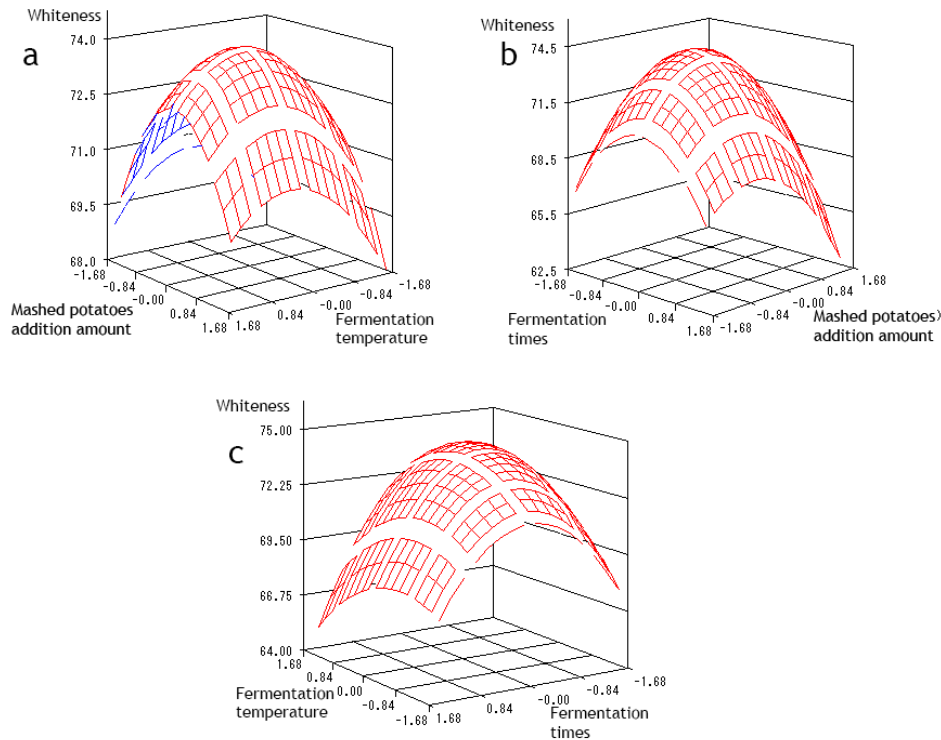 Whiteness
a
74.0
72.5
71.0
69.5
68.0
-1.68
-0.84
-0.00
0.84
1.68
1.68
0.84
-0.00
-0.84
-1.68
Mashed potatoes
addition amount
Fermentation
temperature
Whiteness
b
74.5
71.5
68.5
65.5
62.5
-1.68
-0.84
-0.00
0.84
1.68
-1.68
-0.84
-0.00
0.84
1.68
Fermentation
times
Mashed potatoes)
addition amount
Whiteness
c
75.00
72.25
69.50
66.75
64.00
1.68
0.84
0.00
-0.84
-1.68
1.68
0.84
-0.00
-0.84
-1.68
Fermentation
temperature
Fermentation
times